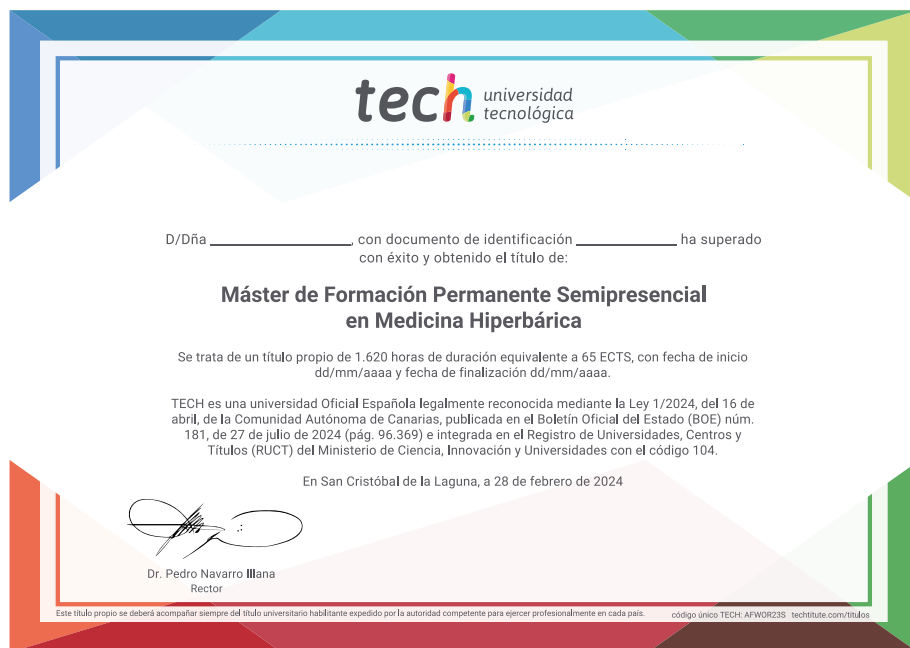 tech universidad
tecnológica
D/Dña ________________, con documento de identificación ____________ ha superado
con éxito y obtenido el título de:
Máster de Formación Permanente Semipresencial
en Medicina Hiperbárica
Se trata de un título propio de 1.620 horas de duración equivalente a 65 ECTS, con fecha de inicio
dd/mm/aaaa y fecha de finalización dd/mm/aaaa.
TECH es una universidad Oficial Española legalmente reconocida mediante la Ley 1/2024, del 16 de
abril, de la Comunidad Autónoma de Canarias, publicada en el Boletín Oficial del Estado (BOE) núm.
181, de 27 de julio de 2024 (pág. 96.369) e integrada en el Registro de Universidades, Centros y
Títulos (RUCT) del Ministerio de Ciencia, Innovación y Universidades con el código 104.
En San Cristóbal de la Laguna, a 28 de febrero de 2024
Dr. Pedro Navarro Illana
Rector
Este título propio se deberá acompañar siempre del título universitario habilitante expedido por la autoridad competente para ejercer profesionalmente en cada país. código único TECH: AFWOR23S techtitute.com/titulos